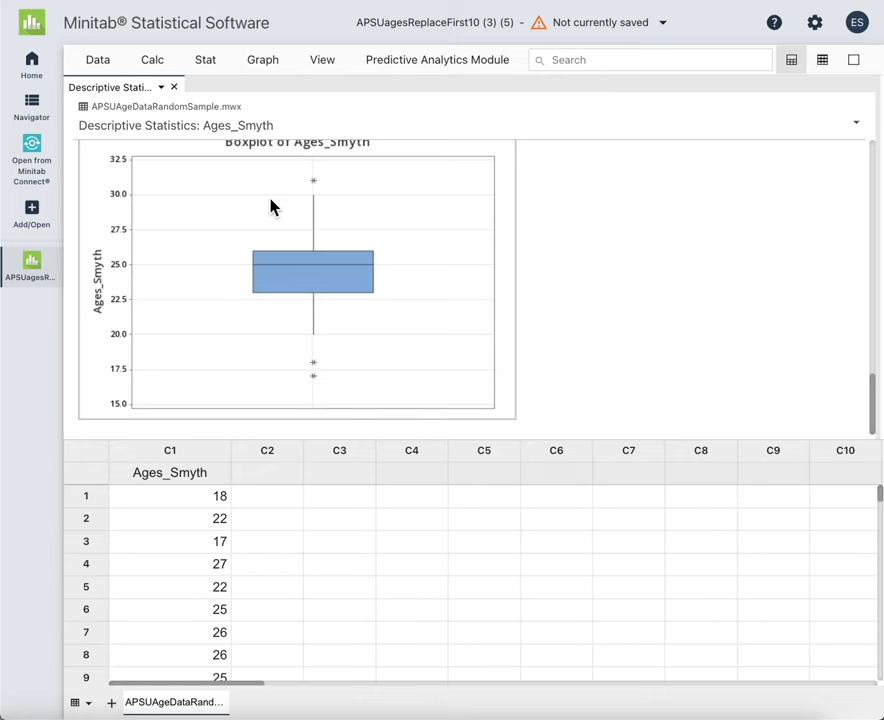 Minitab® Statistical Software
APSUagesReplaceFirst10 (3) (5) - Not currently saved
ES
Home
Navigator
Open from
Minitab
Connect®
Add/Open
APSUagesR...
Data Calc Stat Graph View Predictive Analytics Module Search
Descriptive Stati...
APSUAgeDataRandomSample.mwx
Descriptive Statistics: Ages_Smyth
Boxplot of Ages_Smyth
32.5
30.0
27.5
25.0
22.5
20.0
17.5
15.0
Ages_Smyth
C1 C2 C3 C4 C5 C6 C7 C8 C9 C10
Ages_Smyth
1 18
2 22
3 17
4 27
5 22
6 25
7 26
8 26
9 25
+ APSUAgeDataRand...